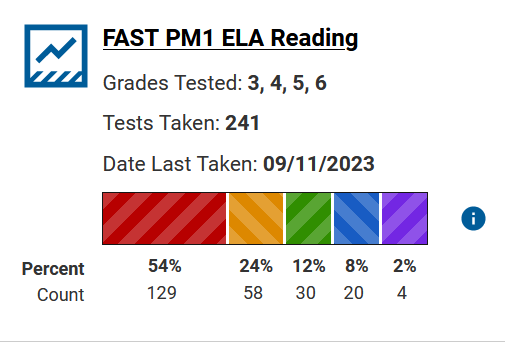 FAST PM1 ELA Reading
Grades Tested: 3, 4, 5, 6
Tests Taken: 241
Date Last Taken: 09/11/2023
Percent 54% 24% 12% 8% 2%
Count 129 58 30 20 4